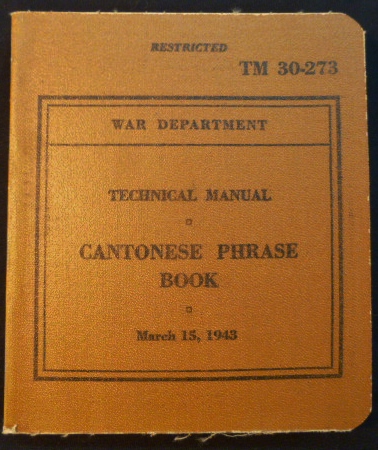 RESTRICTED
TM 30-273
WAR DEPARTMENT
TECHNICAL MANUAL
CANTONESE PHRASE
BOOK
March 15, 1943